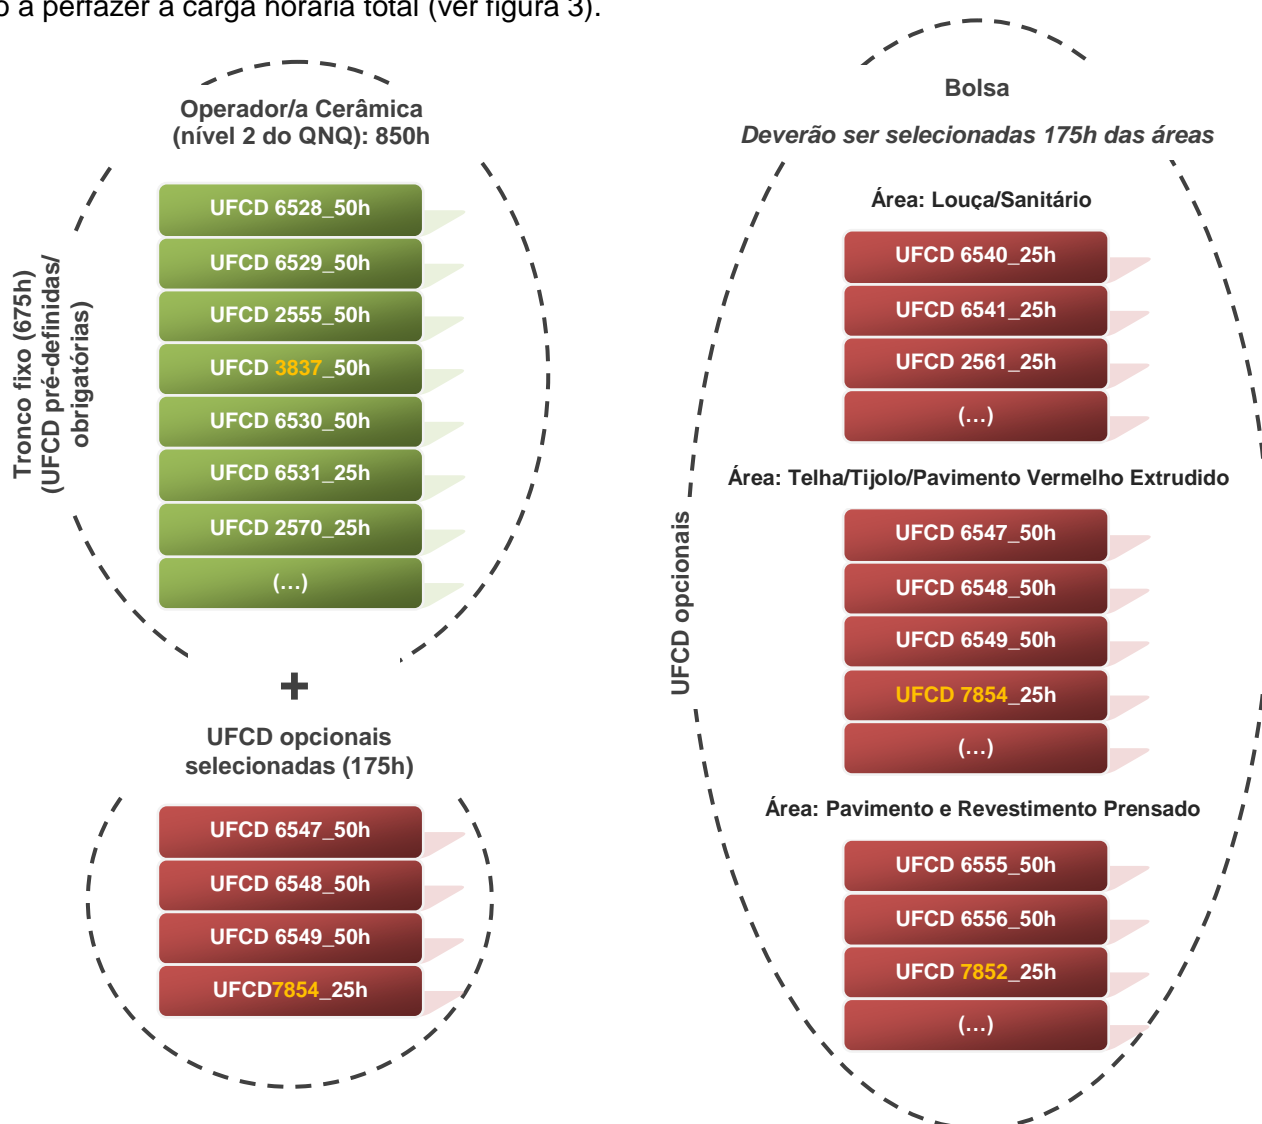 o a perfazer a carga horária total (ver figura 3).
Operador/a Cerâmica
(nível 2 do QNQ): 850h
Tronco fixo (675h)
(UFCD pré-definidas/
obrigatórias)
UFCD 6528_50h
UFCD 6529_50h
UFCD 2555_50h
UFCD 3837_50h
UFCD 6530_50h
UFCD 6531_25h
UFCD 2570_25h
(…)
+
UFCD opcionais
selecionadas (175h)
UFCD 6547_50h
UFCD 6548_50h
UFCD 6549_50h
UFCD7854_25h
Bolsa
Deverão ser selecionadas 175h das áreas
UFCD opcionais
Área: Louça/Sanitário
UFCD 6540_25h
UFCD 6541_25h
UFCD 2561_25h
(…)
Área: Telha/Tijolo/Pavimento Vermelho Extrudido
UFCD 6547_50h
UFCD 6548_50h
UFCD 6549_50h
UFCD 7854_25h
(…)
Área: Pavimento e Revestimento Prensado
UFCD 6555_50h
UFCD 6556_50h
UFCD 7852_25h
(…)